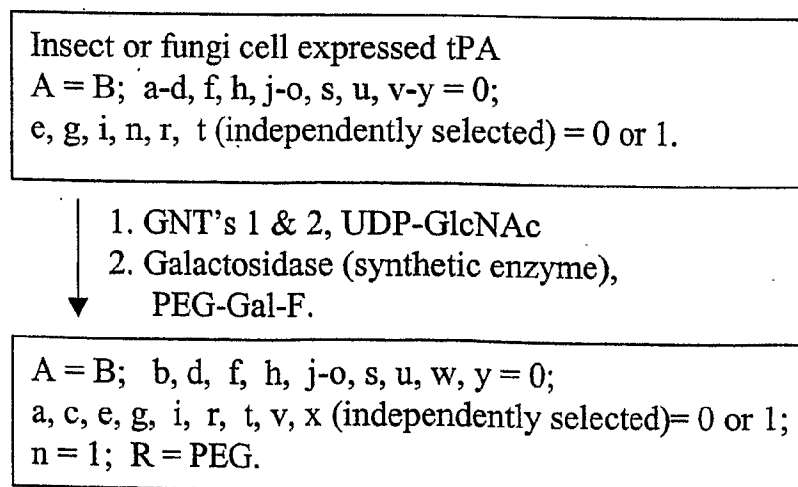 Insect or fungi cell expressed tPA
A = B; a-d, f, h, j-o, s, u, v-y = 0;
e, g, i, n, r, t (independently selected) = 0 or 1.
1. GNT's 1 & 2, UDP-GlcNAc
2. Galactosidase (synthetic enzyme),
PEG-Gal-F.
A = B; b, d, f, h, j-o, s, u, w, y = 0;
a, c, e, g, i, r, t, v, x (independently selected)= 0 or 1;
n = 1; R = PEG.